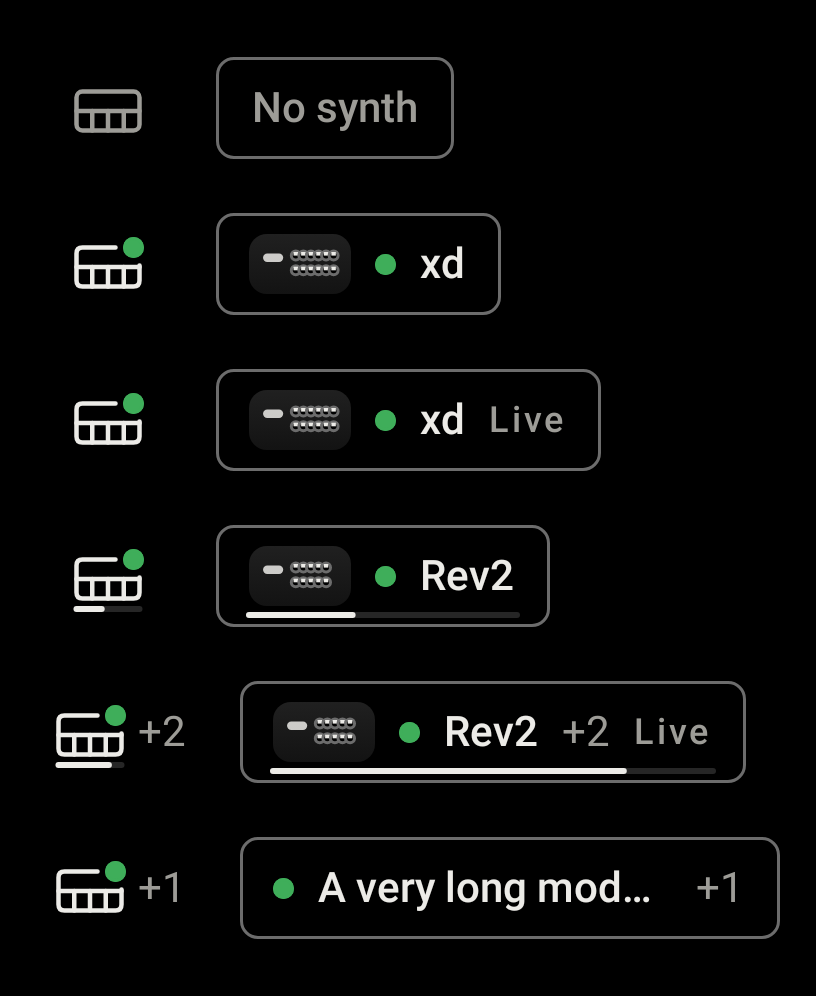 No synth
xd
xd Live
Rev2
+2 Rev2 +2 Live
+1 A very long mod… +1